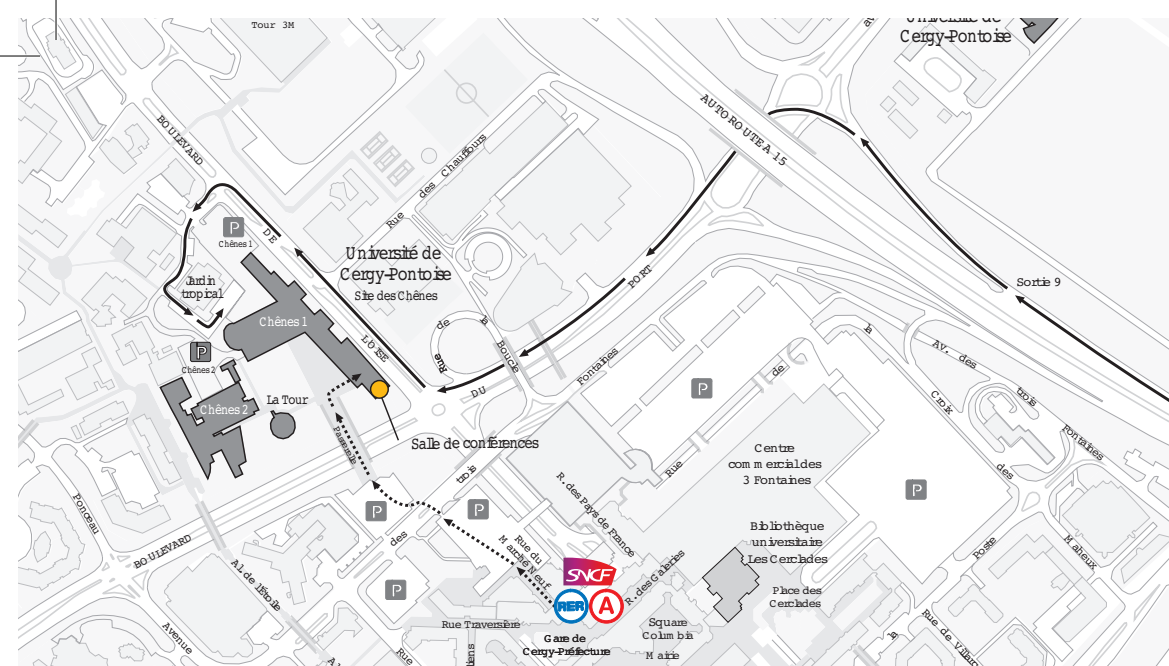 Tour 3M
Université de
Cergy-Pontoise
AUTOROUTE A 15
BOULEVARD
DE
L'OISE
Rue des Chauffours
P
Chênes 1
Université de
Cergy-Pontoise
Site des Chênes
Jardin
tropical
Chênes 1
P
Chênes 2
Chênes 2
La Tour
Sortie 9
PORT
DU
BOULEVARD
Rue de la Boucle
Fontaines
trois
des
Passerelle
Salle de conférences
P
Rue de la Croix des
Av. des trois Fontaines
Centre
commercial des
3 Fontaines
P
P
P
P
Bibliothèque
universitaire
Les Cerclades
R. des Pays de France
Rue du
Marché Neuf
R. des Galeries
SNCF
RER A
Gare de
Cergy-Préfecture
Rue Traversière
Square
Columbia
Mairie
Place des
Cerclades
Poste
Maheux
Rue de Villars
la
Ponceau
Al. de l'Etoile
Avenue
Al
Rue